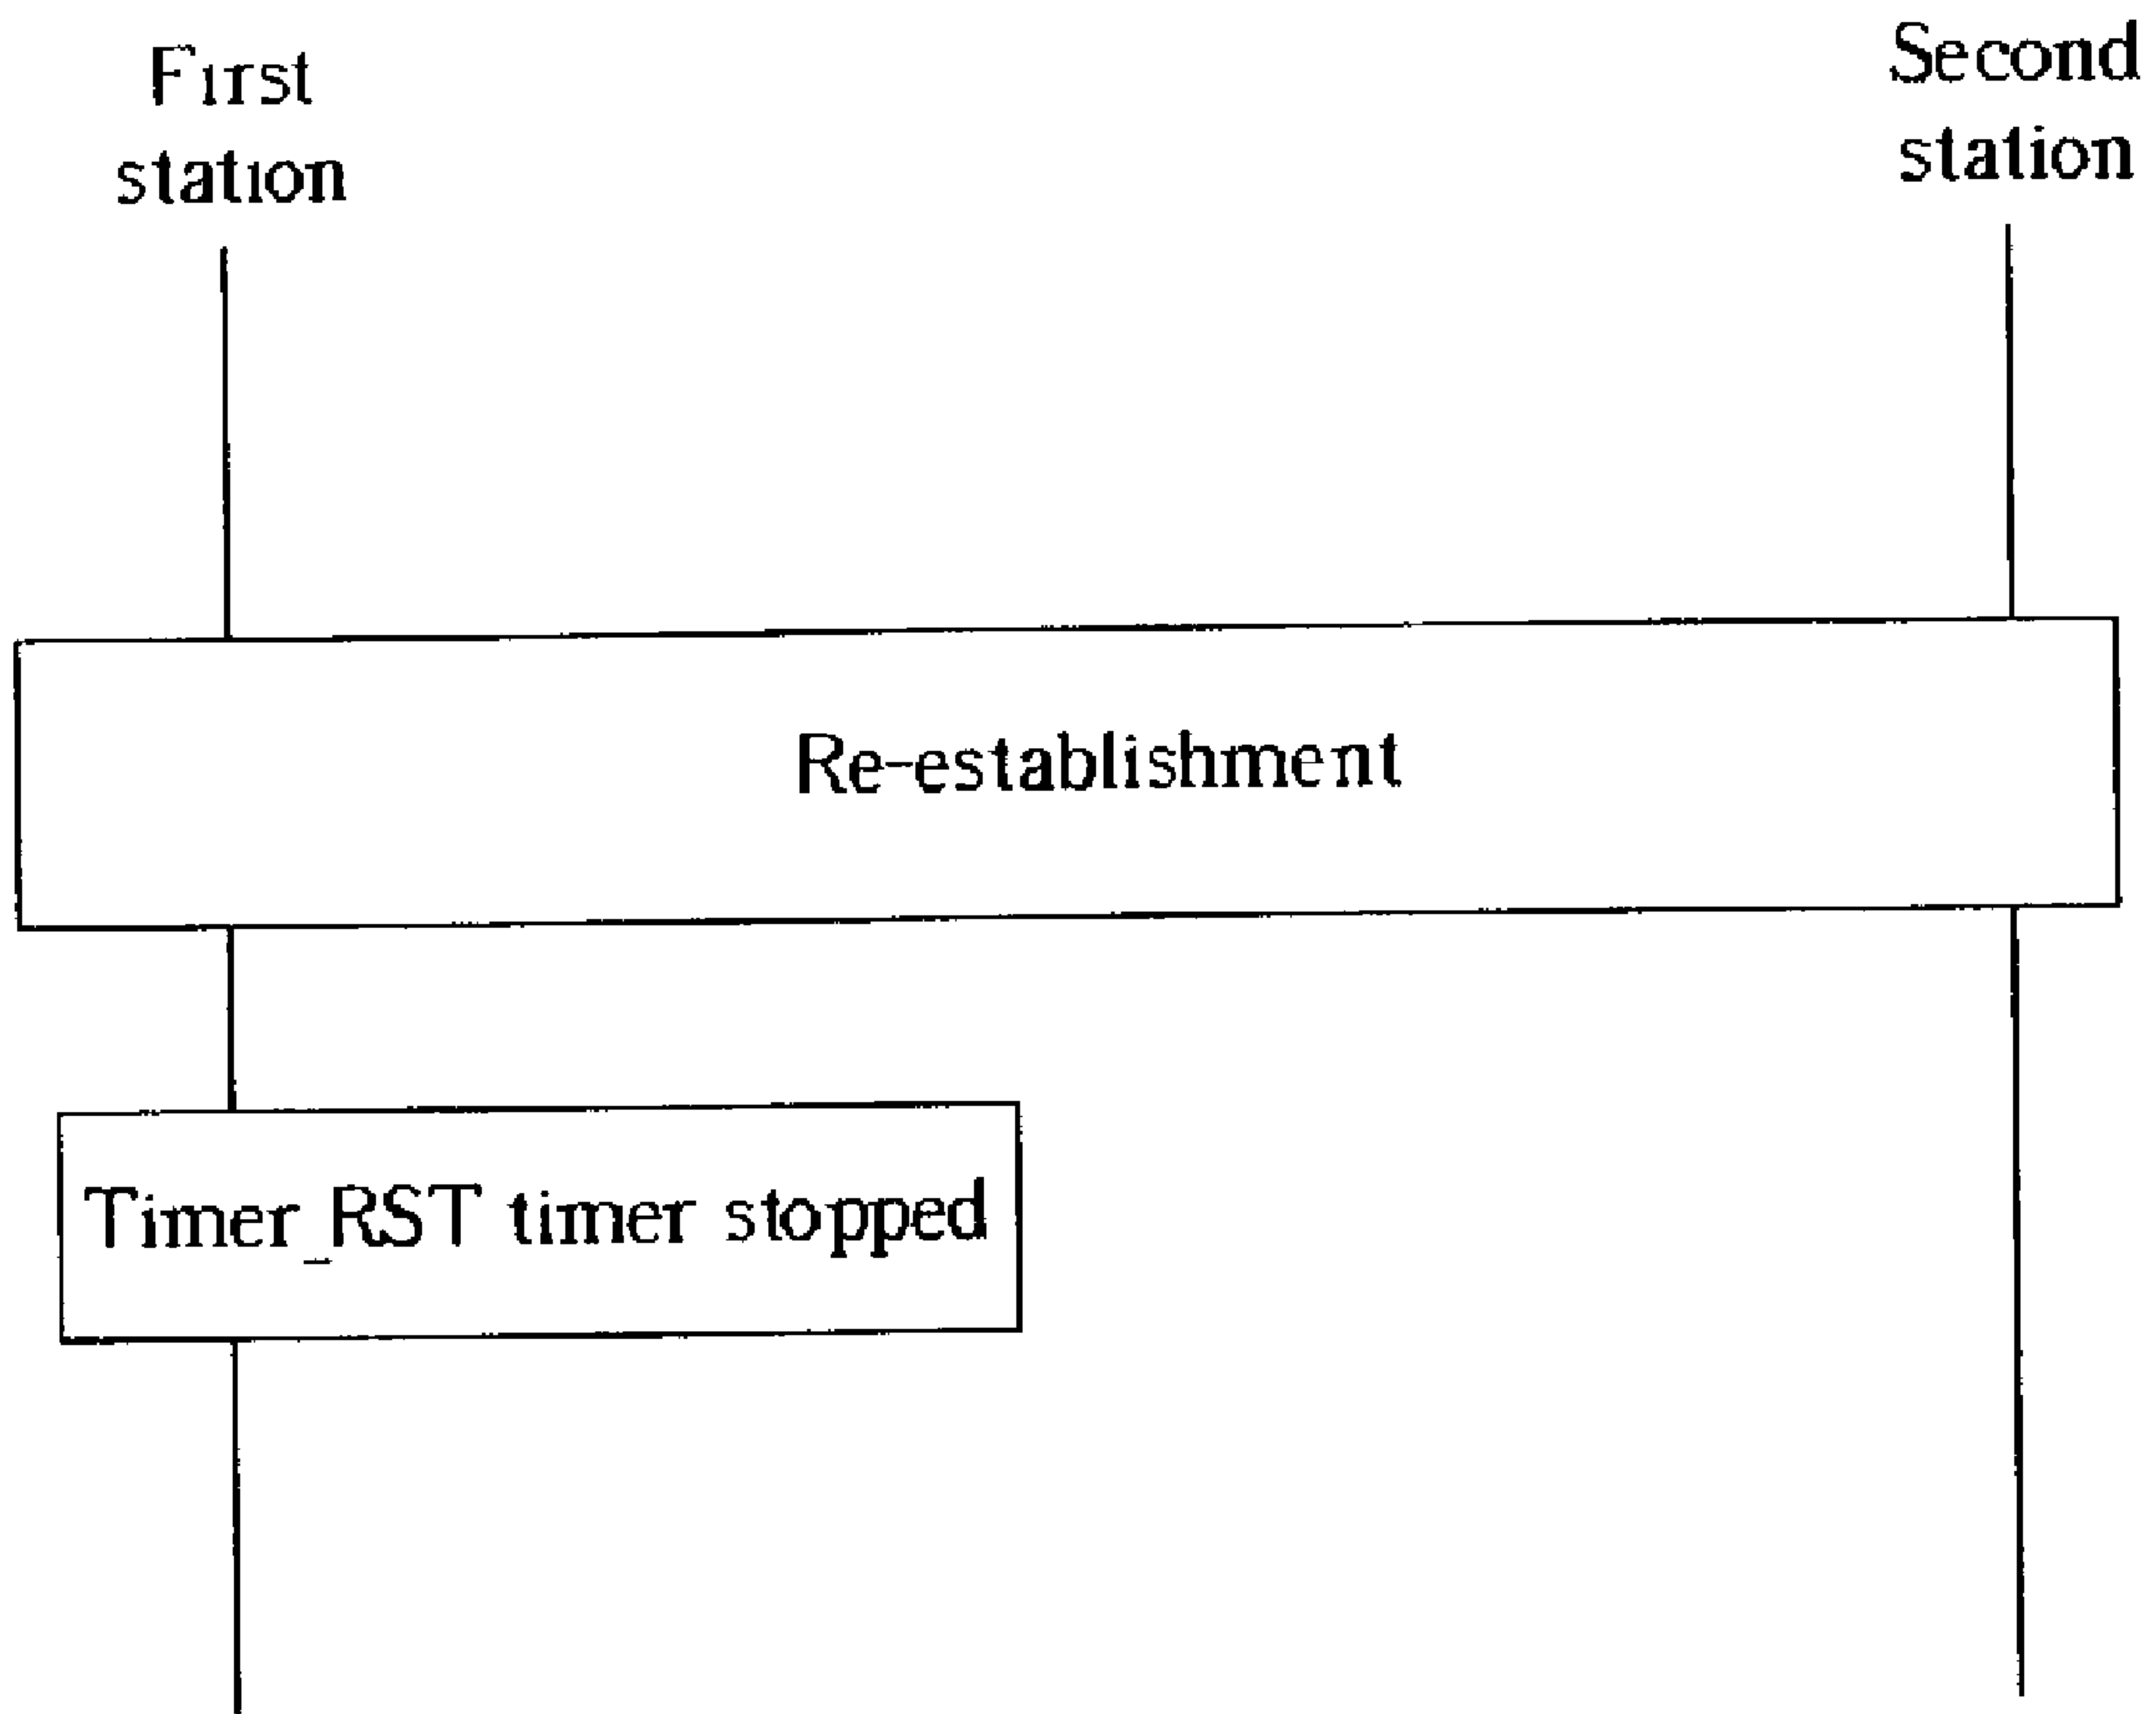 First
station
Second
station
Re-establishment
Timer_RST timer stopped